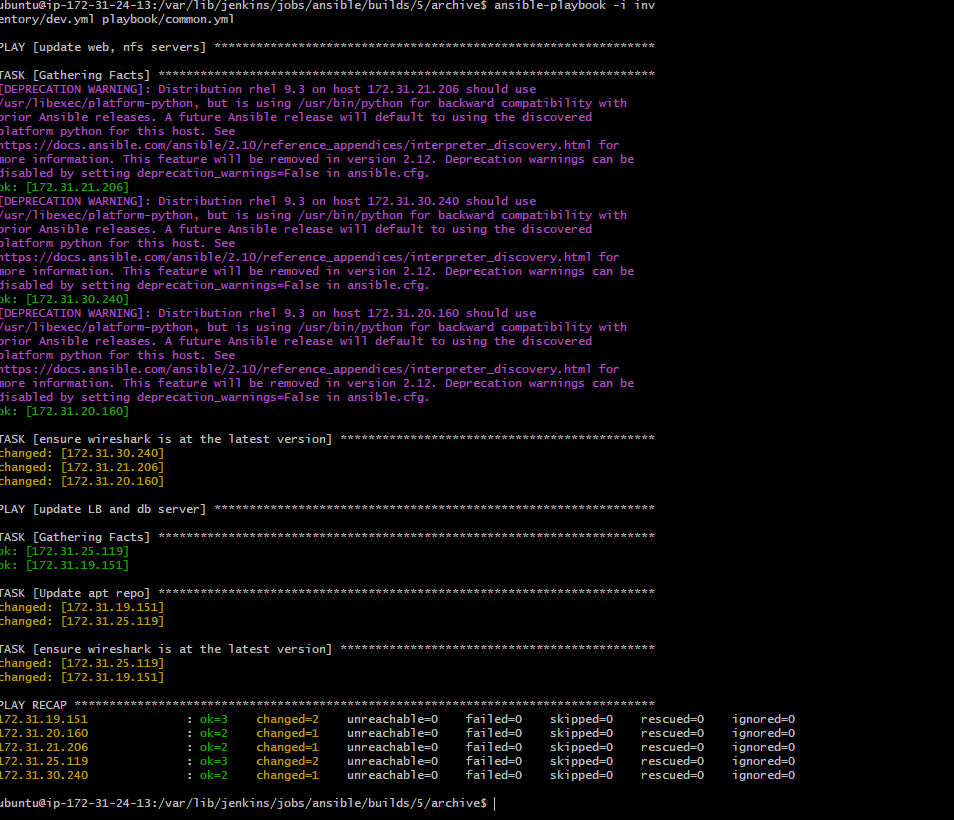 ubuntu@ip-172-31-24-13:/var/lib/jenkins/jobs/ansible/builds/5/archive$ ansible-playbook -i inv
entory/dev.yml playbook/common.yml
PLAY [update web, nfs servers] ***************************************************************
TASK [Gathering Facts] ***********************************************************************
[DEPRECATION WARNING]: Distribution rhel 9.3 on host 172.31.21.206 should use
/usr/libexec/platform-python, but is using /usr/bin/python for backward compatibility with
prior Ansible releases. A future Ansible release will default to using the discovered
platform python for this host. See
https://docs.ansible.com/ansible/2.10/reference_appendices/interpreter_discovery.html for
more information. This feature will be removed in version 2.12. Deprecation warnings can be
disabled by setting deprecation_warnings=False in ansible.cfg.
ok: [172.31.21.206]
[DEPRECATION WARNING]: Distribution rhel 9.3 on host 172.31.30.240 should use
/usr/libexec/platform-python, but is using /usr/bin/python for backward compatibility with
prior Ansible releases. A future Ansible release will default to using the discovered
platform python for this host. See
https://docs.ansible.com/ansible/2.10/reference_appendices/interpreter_discovery.html for
more information. This feature will be removed in version 2.12. Deprecation warnings can be
disabled by setting deprecation_warnings=False in ansible.cfg.
ok: [172.31.30.240]
[DEPRECATION WARNING]: Distribution rhel 9.3 on host 172.31.20.160 should use
/usr/libexec/platform-python, but is using /usr/bin/python for backward compatibility with
prior Ansible releases. A future Ansible release will default to using the discovered
platform python for this host. See
https://docs.ansible.com/ansible/2.10/reference_appendices/interpreter_discovery.html for
more information. This feature will be removed in version 2.12. Deprecation warnings can be
disabled by setting deprecation_warnings=False in ansible.cfg.
ok: [172.31.20.160]
TASK [ensure wireshark is at the latest version] *********************************************
changed: [172.31.30.240]
changed: [172.31.21.206]
changed: [172.31.20.160]
PLAY [update LB and db server] ***************************************************************
TASK [Gathering Facts] ***********************************************************************
ok: [172.31.25.119]
ok: [172.31.19.151]
TASK [Update apt repo] ***********************************************************************
changed: [172.31.19.151]
changed: [172.31.25.119]
TASK [ensure wireshark is at the latest version] *********************************************
changed: [172.31.25.119]
changed: [172.31.19.151]
PLAY RECAP ***********************************************************************************
172.31.19.151 : ok=3 changed=2 unreachable=0 failed=0 skipped=0 rescued=0 ignored=0
172.31.20.160 : ok=2 changed=1 unreachable=0 failed=0 skipped=0 rescued=0 ignored=0
172.31.21.206 : ok=2 changed=1 unreachable=0 failed=0 skipped=0 rescued=0 ignored=0
172.31.25.119 : ok=3 changed=2 unreachable=0 failed=0 skipped=0 rescued=0 ignored=0
172.31.30.240 : ok=2 changed=1 unreachable=0 failed=0 skipped=0 rescued=0 ignored=0
ubuntu@ip-172-31-24-13:/var/lib/jenkins/jobs/ansible/builds/5/archive$